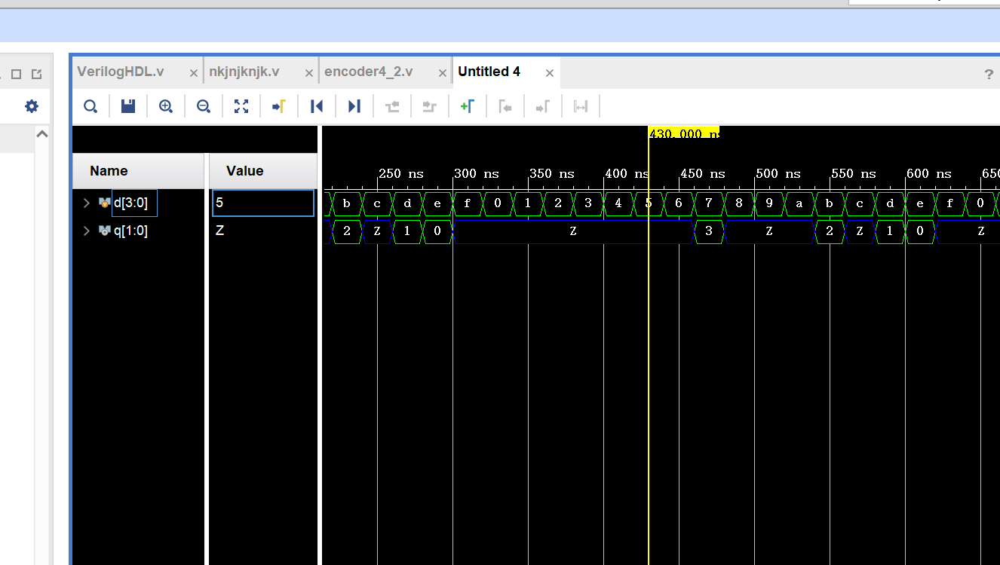 VerilogHDL.v nkjnjknjk.v encoder4_2.v Untitled 4 ?
430.000 ns
Name Value 250 ns 300 ns 350 ns 400 ns 450 ns 500 ns 550 ns 600 ns 650
d[3:0] 5 b c d e f 0 1 2 3 4 5 6 7 8 9 a b c d e f 0
q[1:0] Z 2 Z 1 0 Z 3 Z 2 Z 1 0 Z